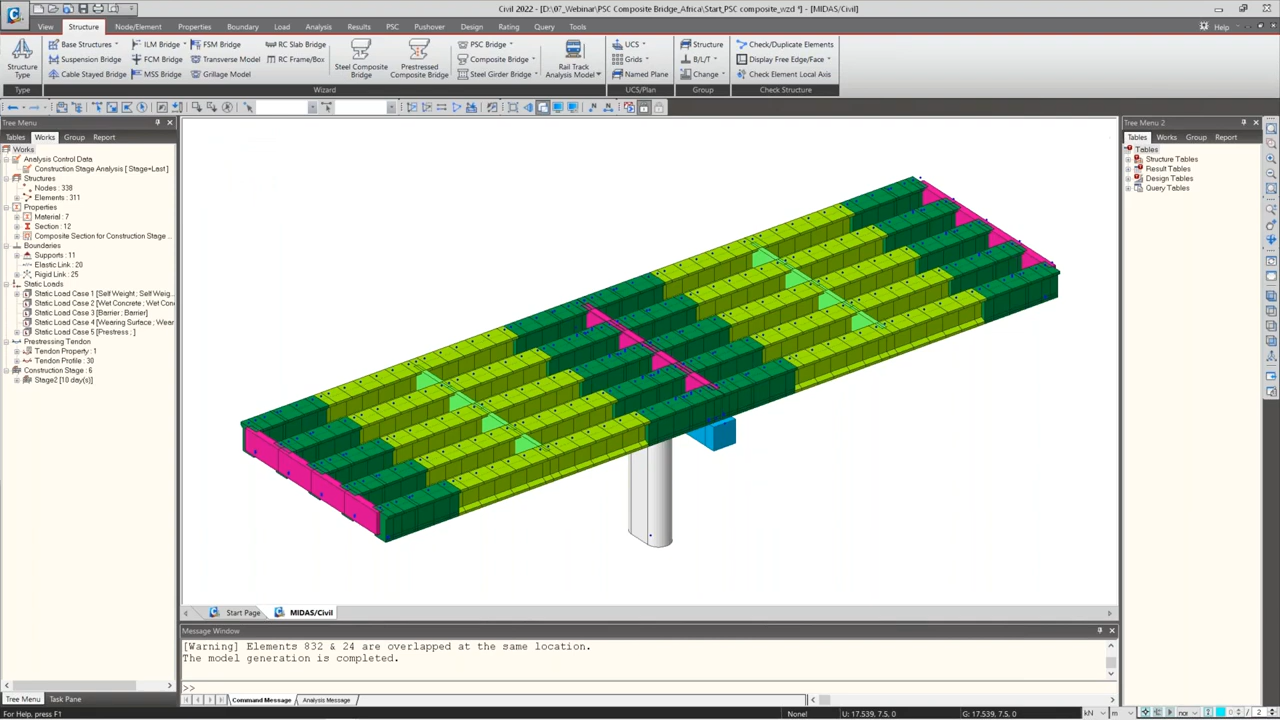 Civil 2022 - [D:\07_Webinar\PSC Composite Bridge_Africa\Start_PSC composite_wzd *] - [MIDAS/Civil]
View Structure Node/Element Properties Boundary Load Analysis Results PSC Pushover Design Rating Query Tools Help
Structure Type
Base Structures
Suspension Bridge
Cable Stayed Bridge
ILM Bridge
FCM Bridge
MSS Bridge
FSM Bridge
Transverse Model
Grillage Model
RC Slab Bridge
RC Frame/Box
Steel Composite Bridge
Prestressed Composite Bridge
PSC Bridge
Composite Bridge
Steel Girder Bridge
Rail Track Analysis Model
UCS
Grids
Named Plane
Structure
B/L/T
Change
Check/Duplicate Elements
Display Free Edge/Face
Check Element Local Axis
Type Wizard UCS/Plan Group Check Structure
Tree Menu
Tables Works Group Report
Works
Analysis Control Data
Construction Stage Analysis [ Stage=Last ]
Structures
Nodes : 338
Elements : 311
Properties
Material : 7
Section : 12
Composite Section for Construction Stage ...
Boundaries
Supports : 11
Elastic Link : 20
Rigid Link : 25
Static Loads
Static Load Case 1 [Self Weight ; Self Weig...
Static Load Case 2 [Wet Concrete ; Wet Con
Static Load Case 3 [Barrier ; Barrier]
Static Load Case 4 [Wearing Surface ; Wear
Static Load Case 5 [Prestress ; ]
Prestressing Tendon
Tendon Property : 1
Tendon Profile : 30
Construction Stage : 6
Stage2 [10 day(s)]
Tree Menu Task Pane
Tree Menu 2
Tables Works Group Report
Tables
Structure Tables
Result Tables
Design Tables
Query Tables
Start Page MIDAS/Civil
Message Window
[Warning] Elements 832 & 24 are overlapped at the same location.
The model generation is completed.
>>
Command Message Analysis Message
For Help, press F1
None!
U: 17.539, 7.5, 0
G: 17.539, 7.5, 0
kN
m
non
0
/ 2